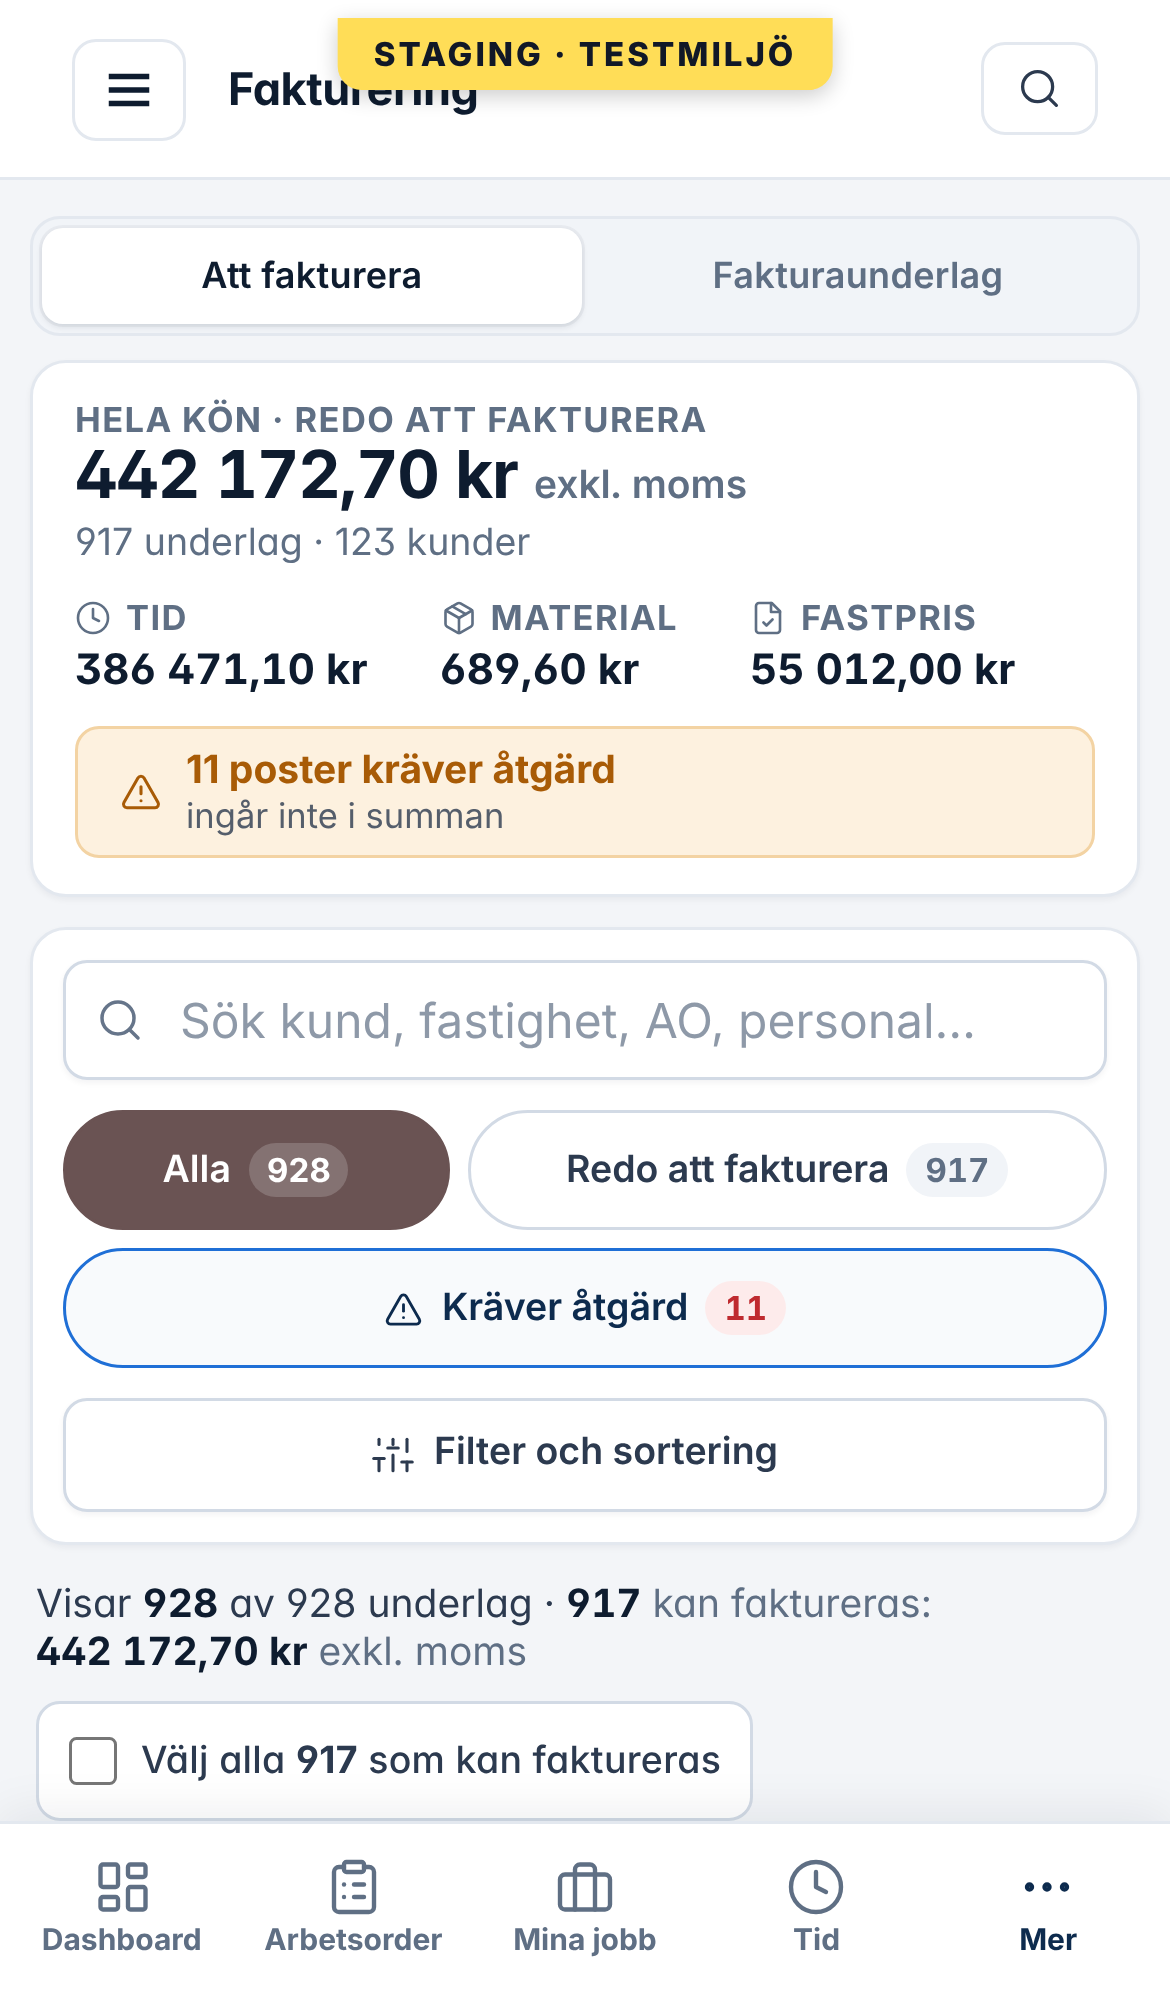 STAGING · TESTMILJÖ
Fakturering
Att fakturera
Fakturaunderlag
HELA KÖN · REDO ATT FAKTURERA
442 172,70 kr exkl. moms
917 underlag · 123 kunder
TID
MATERIAL
FASTPRIS
386 471,10 kr
689,60 kr
55 012,00 kr
11 poster kräver åtgärd
ingår inte i summan
Sök kund, fastighet, AO, personal...
Alla 928
Redo att fakturera 917
Kräver åtgärd 11
Filter och sortering
Visar 928 av 928 underlag · 917 kan faktureras:
442 172,70 kr exkl. moms
Välj alla 917 som kan faktureras
Dashboard
Arbetsorder
Mina jobb
Tid
Mer